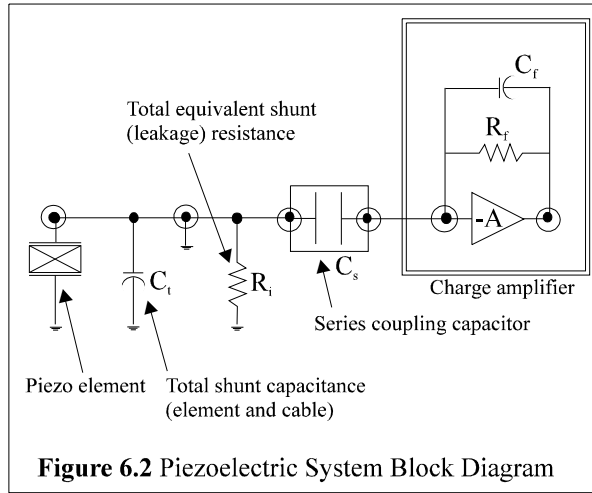 C_f
Total equivalent shunt
(leakage) resistance
R_f
-A
C_t
R_i
C_s
Charge amplifier
Series coupling capacitor
Piezo element
Total shunt capacitance
(element and cable)
Figure 6.2 Piezoelectric System Block Diagram